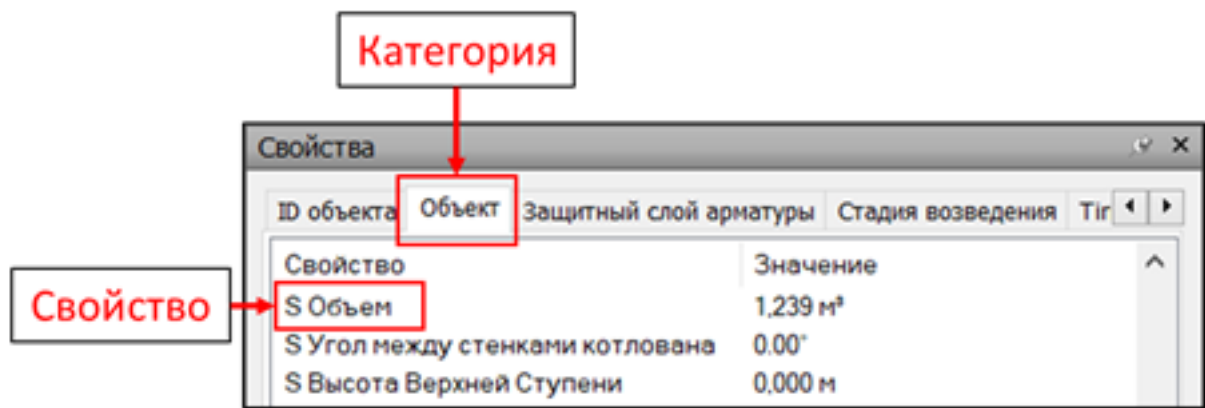 Категория
Свойства
ID объекта Объект Защитный слой арматуры Стадия возведения Tir
Свойство Значение
Свойство S Объем 1,239 м³
S Угол между стенками котлована 0.00°
S Высота Верхней Ступени 0,000 м